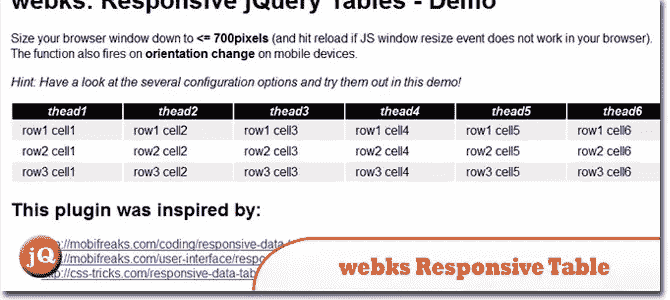 webks: Responsive jQuery Tables - Demo
Size your browser window down to <= 700pixels (and hit reload if JS window resize event does not work in your browser).
The function also fires on orientation change on mobile devices.
Hint: Have a look at the several configuration options and try them out in this demo!
thead1 thead2 thead3 thead4 thead5 thead6
row1 cell1 row1 cell2 row1 cell3 row1 cell4 row1 cell5 row1 cell6
row2 cell1 row2 cell2 row2 cell3 row2 cell4 row2 cell5 row2 cell6
row3 cell1 row3 cell2 row3 cell3 row3 cell4 row3 cell5 row3 cell6
This plugin was inspired by:
://mobifreaks.com/coding/responsive-data-
://mobifreaks.com/user-interface/respo
://css-tricks.com/responsive-data-tab
jQ
webks Responsive Table